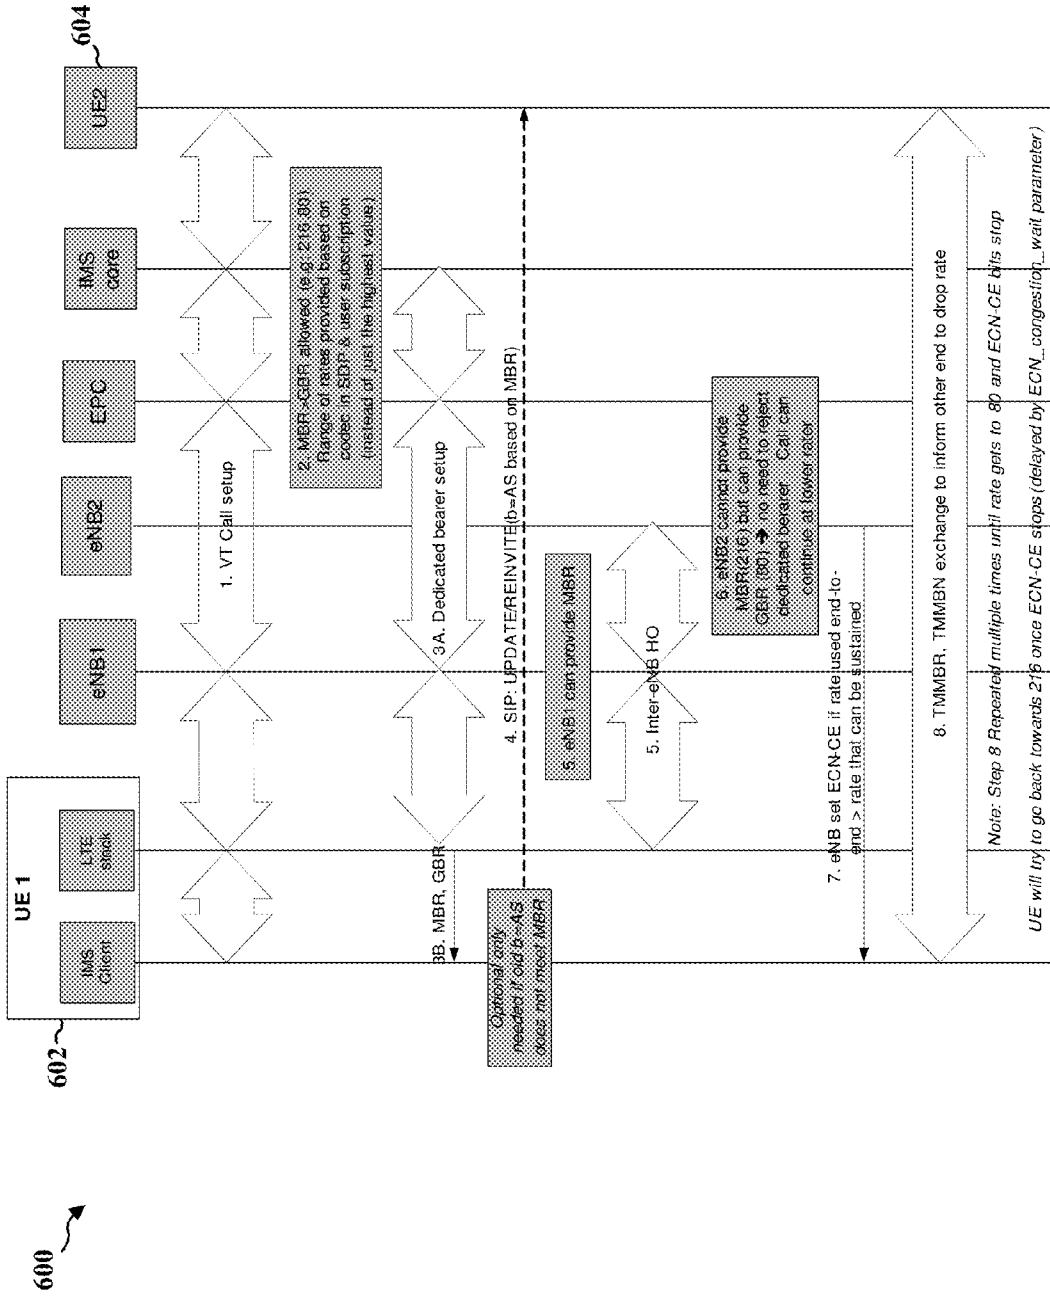 600
602
UE 1
IMS
Client
LTE
stack
eNB1
eNB2
EPC
IMS
core
UE2
604
1. VT Call setup
2. MBR>GBR allowed (e.g. 216 80)
Range of rates provided based on
codec in SDP & user subscription
(instead of just the highest value)
3A. Dedicated bearer setup
3B. MBR, GBR
4. SIP: UPDATE/REINVITE(b=AS based on MBR)
Optional only
needed if old b=AS
does not meet MBR
5. eNB1 can provide MBR
5. Inter-eNB HO
6. eNB2 cannot provide
MBR(216) but can provide
GBR (80) ➔ no need to reject
dedicated bearer. Call can
continue at lower rater.
7. eNB set ECN-CE if rate used end-to-
end > rate that can be sustained
8. TMMBR, TMMBN exchange to inform other end to drop rate
Note: Step 8 Repeated multiple times until rate gets to 80 and ECN-CE bits stop
UE will try to go back towards 216 once ECN-CE stops (delayed by ECN_congestion_wait parameter)